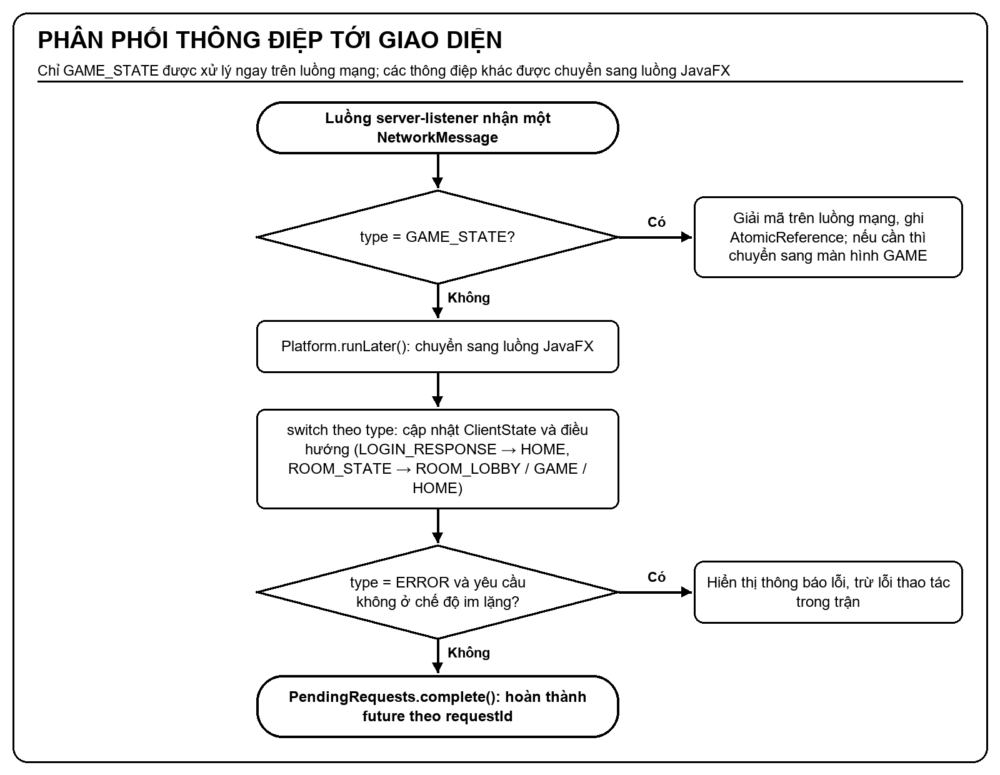 PHÂN PHỐI THÔNG ĐIỆP TỚI GIAO DIỆN
Chỉ GAME_STATE được xử lý ngay trên luồng mạng; các thông điệp khác được chuyển sang luồng JavaFX
Luồng server-listener nhận một
NetworkMessage
type = GAME_STATE?
Có
Giải mã trên luồng mạng, ghi
AtomicReference; nếu cần thì
chuyển sang màn hình GAME
Không
Platform.runLater(): chuyển sang luồng JavaFX
switch theo type: cập nhật ClientState và điều
hướng (LOGIN_RESPONSE → HOME,
ROOM_STATE → ROOM_LOBBY / GAME /
HOME)
type = ERROR và yêu cầu
không ở chế độ im lặng?
Có
Hiển thị thông báo lỗi, trừ lỗi thao tác
trong trận
Không
PendingRequests.complete(): hoàn thành
future theo requestId